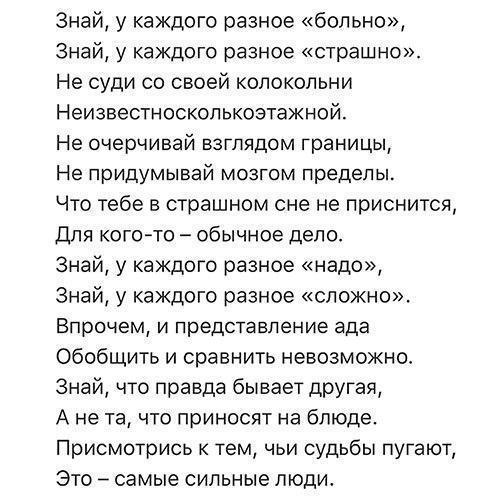 Знай, у каждого разное «больно»,
Знай, у каждого разное «страшно».
Не суди со своей колокольни
Неизвестносколькоэтажной.
Не очерчивай взглядом границы,
Не придумывай мозгом пределы.
Что тебе в страшном сне не приснится,
Для кого-то – обычное дело.
Знай, у каждого разное «надо»,
Знай, у каждого разное «сложно».
Впрочем, и представление ада
Обобщить и сравнить невозможно.
Знай, что правда бывает другая,
А не та, что приносят на блюде.
Присмотрись к тем, чьи судьбы пугают,
Это – самые сильные люди.